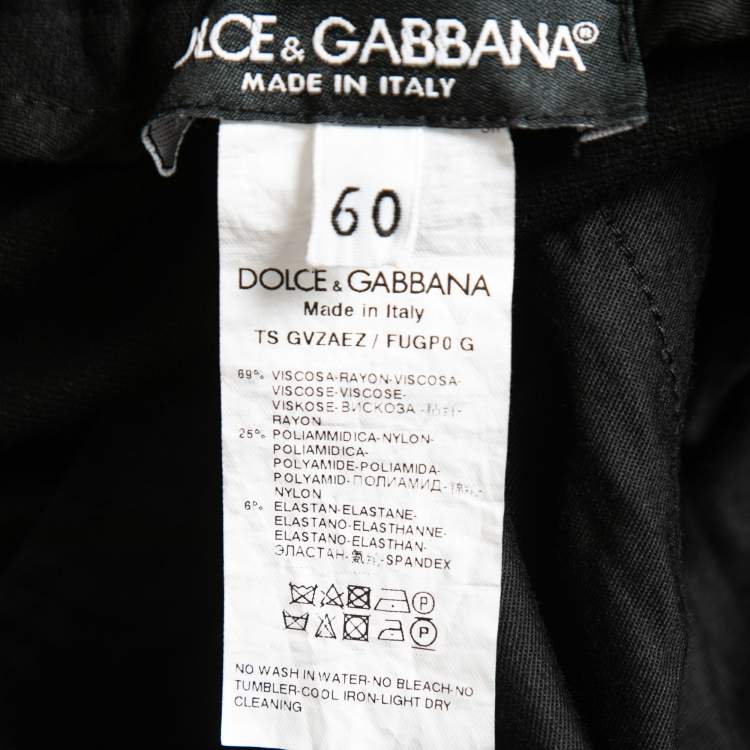 DOLCE & GABBANA®
MADE IN ITALY
60
DOLCE & GABBANA
Made in Italy
TS GVZAEZ / FUGP0 G
69% VISCOSA-RAYON-VISCOSA-
VISCOSE-VISCOSE-
VISKOSE-ВИСКОЗА-
RAYON
25% POLIAMMIDICA-NYLON-
POLIAMIDICA-
POLYAMIDE-POLIAMIDA-
POLYAMID-ПОЛИАМИД-
NYLON
6% ELASTAN-ELASTANE-
ELASTANO-ELASTHANNE-
ELASTANO-ELASTHAN-
ЭЛАСТАН-氨纶-SPANDEX
P
P
NO WASH IN WATER-NO BLEACH-NO
TUMBLER-COOL IRON-LIGHT DRY
CLEANING